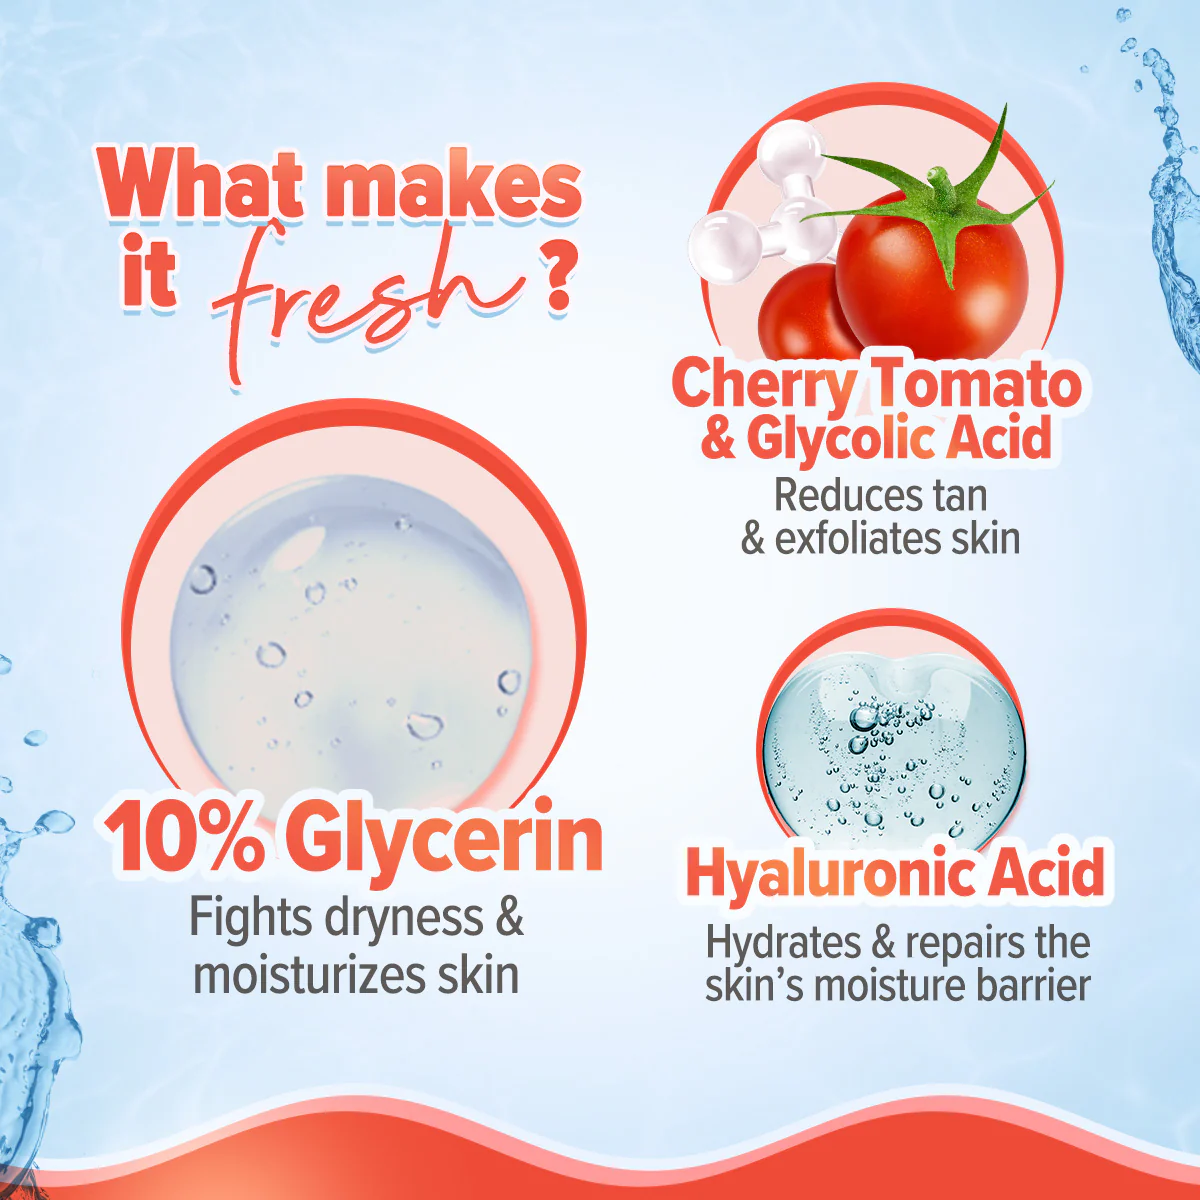 What makes
it fresh?
Cherry Tomato
& Glycolic Acid
Reduces tan
& exfoliates skin
10% Glycerin
Fights dryness &
moisturizes skin
Hyaluronic Acid
Hydrates & repairs the
skin's moisture barrier